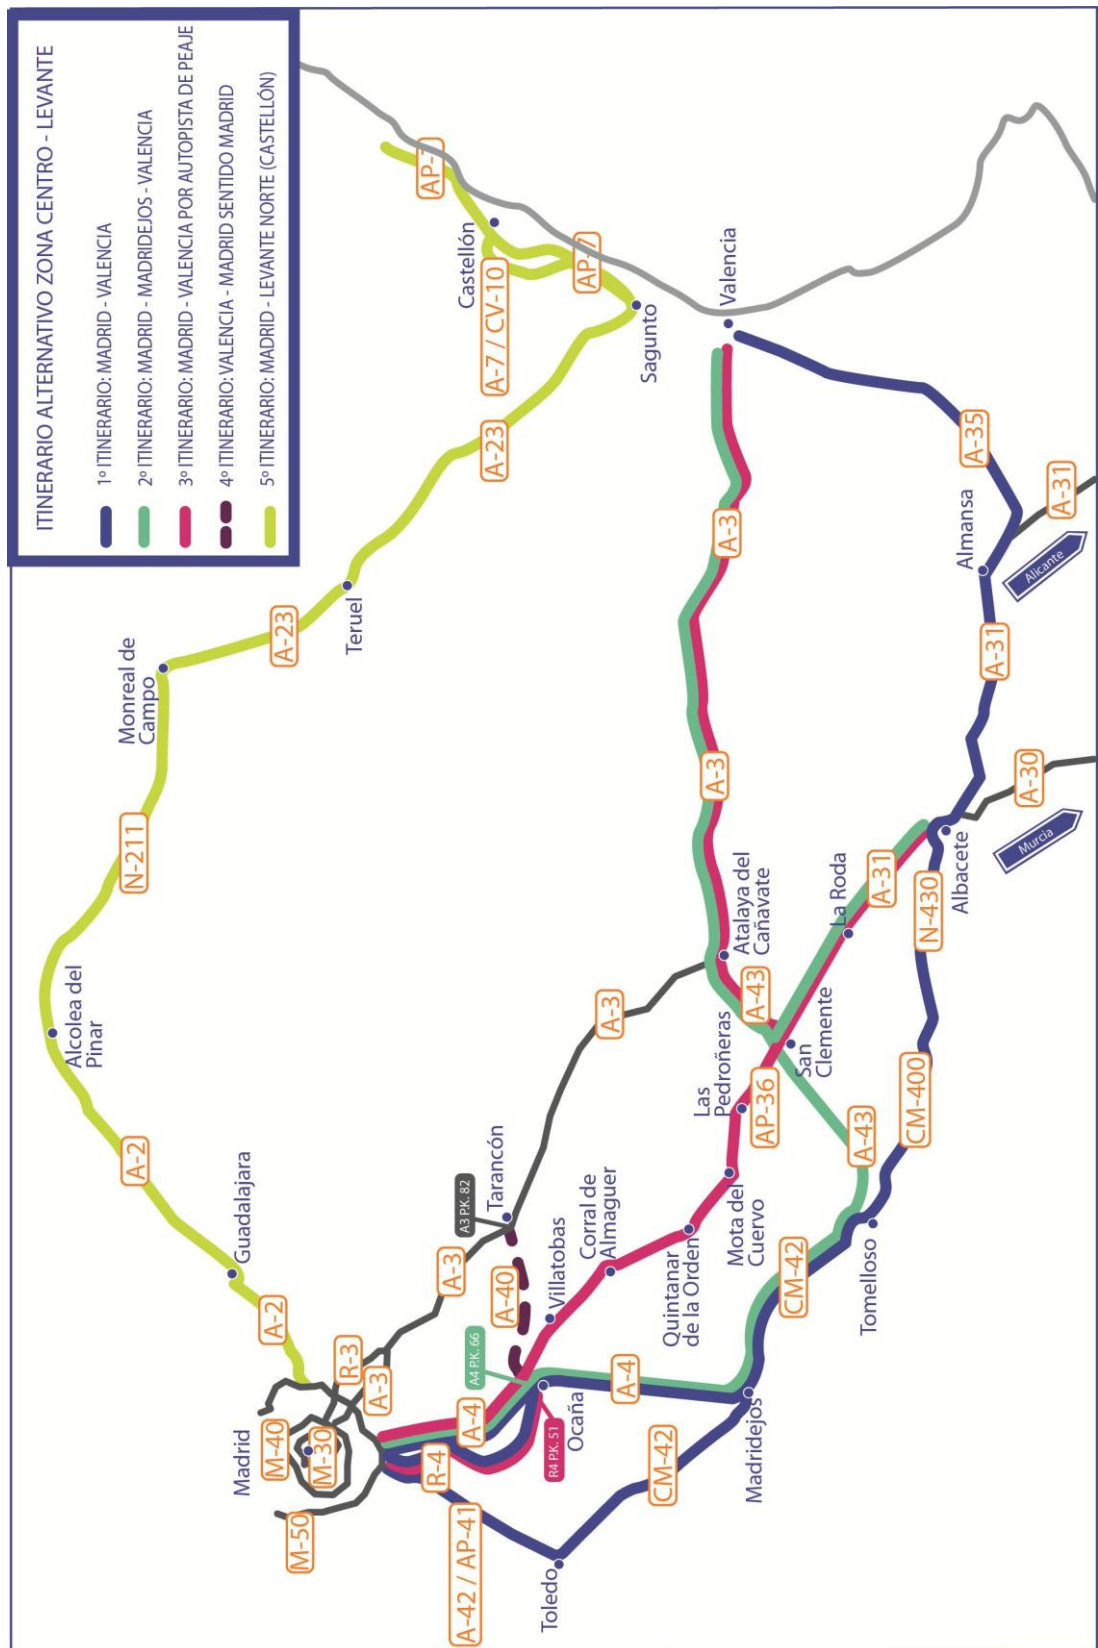 ITINERARIO ALTERNATIVO ZONA CENTRO - LEVANTE
1º ITINERARIO: MADRID - VALENCIA
2º ITINERARIO: MADRID - MADRIDEJOS - VALENCIA
3º ITINERARIO: MADRID - VALENCIA POR AUTOPISTA DE PEAJE
4º ITINERARIO: VALENCIA - MADRID SENTIDO MADRID
5º ITINERARIO: MADRID - LEVANTE NORTE (CASTELLÓN)
Alcolea del
Pinar
N-211
Monreal de
Campo
A-2
A-23
Guadalajara
Teruel
A-2
A-23
AP-7
Castellón
A-7 / CV-10
AP-7
Sagunto
Madrid
M-40
M-30
M-50
R-3
A-3
A-3
A3 P.K. 82
Tarancón
A-3
A-40
A4 P.K. 66
Villatobas
A-4
R-4
A-42 / AP-41
Toledo
Ocaña
R4 P.K. 51
Corral de
Almaguer
Quintanar
de la Orden
Mota del
Cuervo
Las
Pedroñeras
AP-36
San
Clemente
A-43
Atalaya del
Cañavate
A-3
A-3
Valencia
A-4
CM-42
Madridejos
CM-42
Tomelloso
A-43
CM-400
La Roda
A-31
N-430
Albacete
Murcia
A-30
A-31
Almansa
Alicante
A-31
A-35